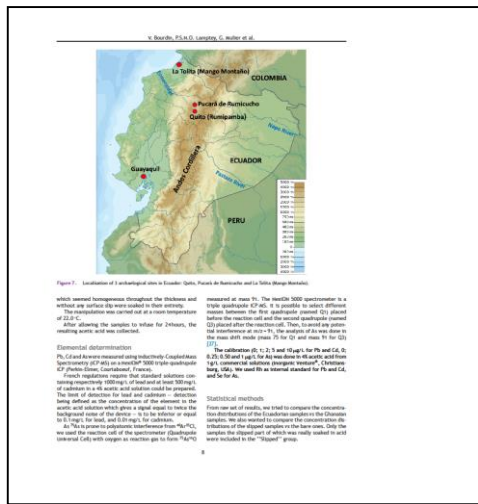 V. Bourdin, P.S.H.O. Lamptey, G. Muller et al.
La Tolita (Mango Montaño)
COLOMBIA
Pucará de Rumicucho
Quito (Rumipamba)
Napo River
ECUADOR
Guayaquil
Andes Cordillera
PERU
Figure 7. Localisation of 3 archeological sites in Ecuador: Quito, Pucará de Rumicucho and La Tolita (Mango Montaño).
which seemed homogeneous throughout the thickness and
without any surface slip were soaked in them entirety.
The manipulation was carried out at a room temperature
of 22.0°C.
After allowing the samples to infuse for 24hours, the
resulting acetic acid was collected.
Elemental determination
Pb, Cd and As were measured using Inductively-Coupled Mass
Spectrometry (ICP-MS) on a NexION® 5000 triple-quadrupole
ICP (Perkin-Elmer, Courtaboeuf, France).
French regulations require that standard solutions con-
taining respectively 1000 mg/L of lead and at least 500 mg/L
of cadmium in a 4% acetic acid solution could be prepared.
The limit of detection for lead and cadmium — detection
being defined as the concentration of the element in the
acetic acid solution which gives a signal equal to twice the
background noise of the device — is to be inferior or equal
to 0.1 mg/L for lead, and 0.01 mg/L for cadmium.
As ⁷⁵As is prone to polyatomic interference from ⁴⁰Ar³⁵Cl,
we used the reaction cell of the spectrometer (Quadrupole
Universal Cell) with oxygen as reaction gas to form ⁷⁵As¹⁶O
measured at mass 91. The NexION 5000 spectrometer is a
triple quadrupole ICP-MS. It is possible to select different
masses between the first quadrupole (named Q1) placed
before the reaction cell and the second quadrupole (named
Q3) placed after the reaction cell. Then, to avoid any poten-
tial interference at m/z = 91, the analysis of As was done in
the mass shift mode (mass 75 for Q1 and mass 91 for Q3)
[37].
The calibration (0; 1; 2; 5 and 10 µg/L for Pb and Cd, 0;
0.25; 0.50 and 1 µg/L for As) was done in 4% acetic acid from
1 g/L commercial solutions (Inorganic Venture®, Christians-
burg, USA). We used Rh as internal standard for Pb and Cd,
and Se for As.
Statistical methods
From raw set of results, we tried to compare the concentra-
tion distributions of the Ecuadorian samples vs the Ghanaian
samples. We also wanted to compare the concentration dis-
tributions of the slipped samples vs the bare ones. Only the
samples the slipped part of which was really soaked in acid
were included in the "Slipped" group.
8